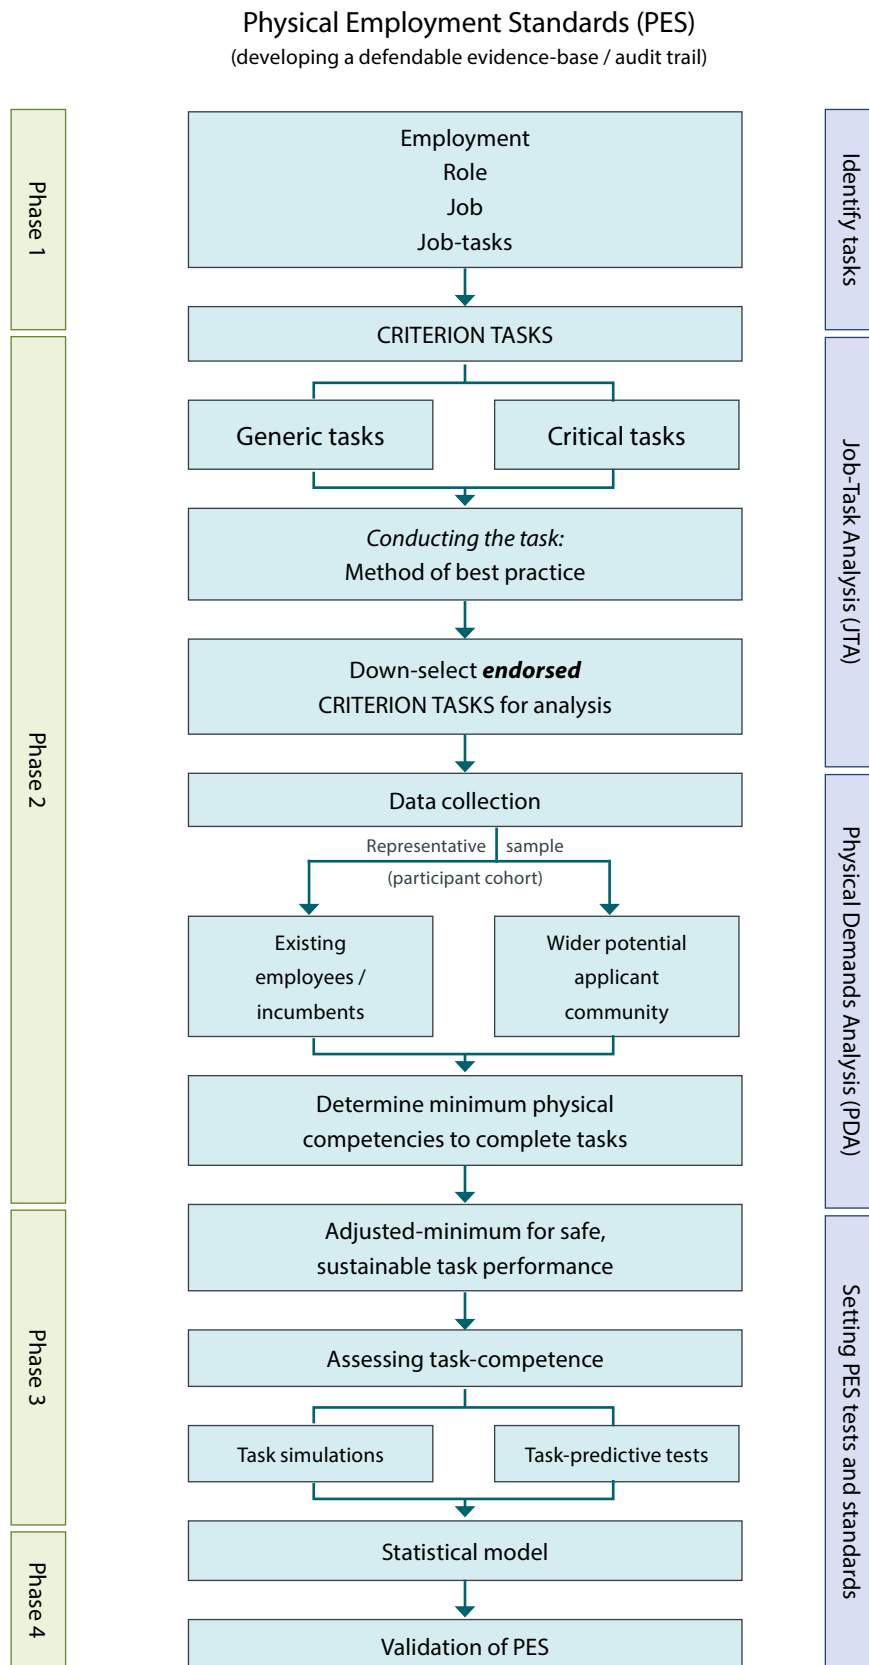 Physical Employment Standards (PES)
(developing a defendable evidence-base / audit trail)
Phase 1
Employment
Role
Job
Job-tasks
Identify tasks
CRITERION TASKS
Phase 2
Generic tasks
Critical tasks
Job-Task Analysis (JTA)
Conducting the task:
Method of best practice
Down-select endorsed
CRITERION TASKS for analysis
Data collection
Representative sample
(participant cohort)
Physical Demands Analysis (PDA)
Existing
employees /
incumbents
Wider potential
applicant
community
Determine minimum physical
competencies to complete tasks
Phase 3
Adjusted-minimum for safe,
sustainable task performance
Setting PES tests and standards
Assessing task-competence
Task simulations
Task-predictive tests
Phase 4
Statistical model
Validation of PES